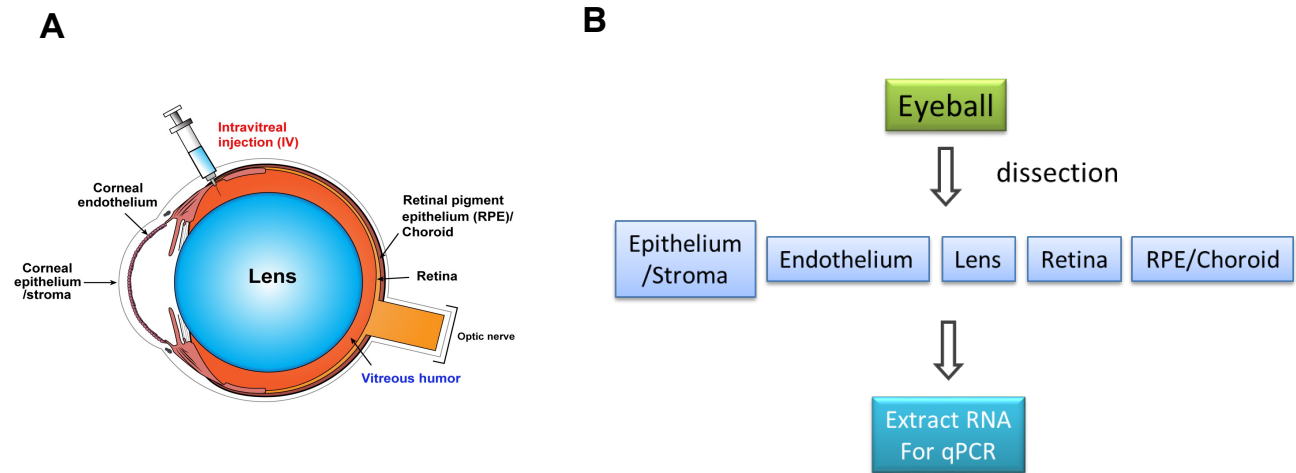 A
Intravitreal
injection (IV)
Corneal
endothelium
Retinal pigment
epithelium (RPE)/
Choroid
Corneal
epithelium
/stroma
Lens
Retina
Optic nerve
Vitreous humor
B
Eyeball
dissection
Epithelium
/Stroma
Endothelium
Lens
Retina
RPE/Choroid
Extract RNA
For qPCR